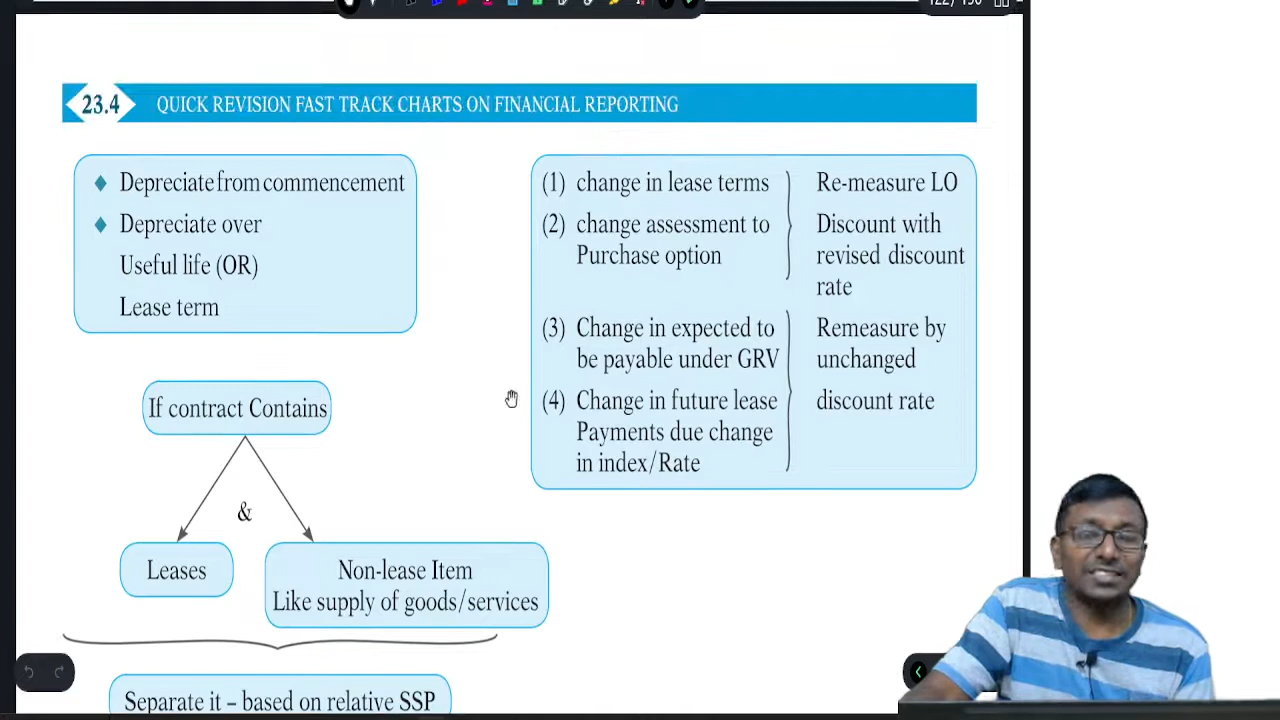 122/190
23.4 QUICK REVISION FAST TRACK CHARTS ON FINANCIAL REPORTING
Depreciate from commencement
Depreciate over
Useful life (OR)
Lease term
(1) change in lease terms
(2) change assessment to
Purchase option
Re-measure LO
Discount with
revised discount
rate
(3) Change in expected to
be payable under GRV
(4) Change in future lease
Payments due change
in index/Rate
Remeasure by
unchanged
discount rate
If contract Contains
&
Leases
Non-lease Item
Like supply of goods/services
Separate it – based on relative SSP